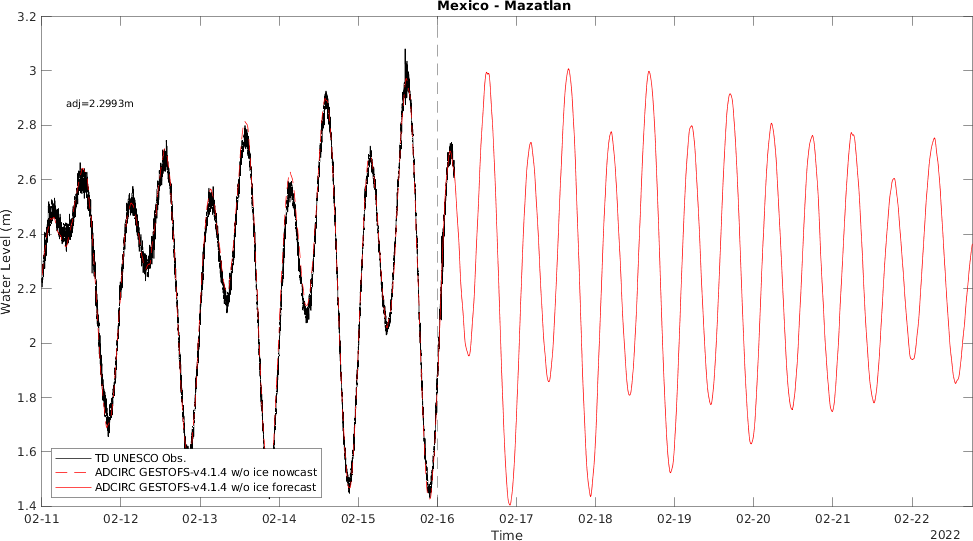 Mexico - Mazatlan
3.2
3
2.8
2.6
2.4
2.2
2
1.8
1.6
1.4
Water Level (m)
adj=2.2993m
TD UNESCO Obs.
ADCIRC GESTOFS-v4.1.4 w/o ice nowcast
ADCIRC GESTOFS-v4.1.4 w/o ice forecast
02-11 02-12 02-13 02-14 02-15 02-16 02-17 02-18 02-19 02-20 02-21 02-22
Time
2022